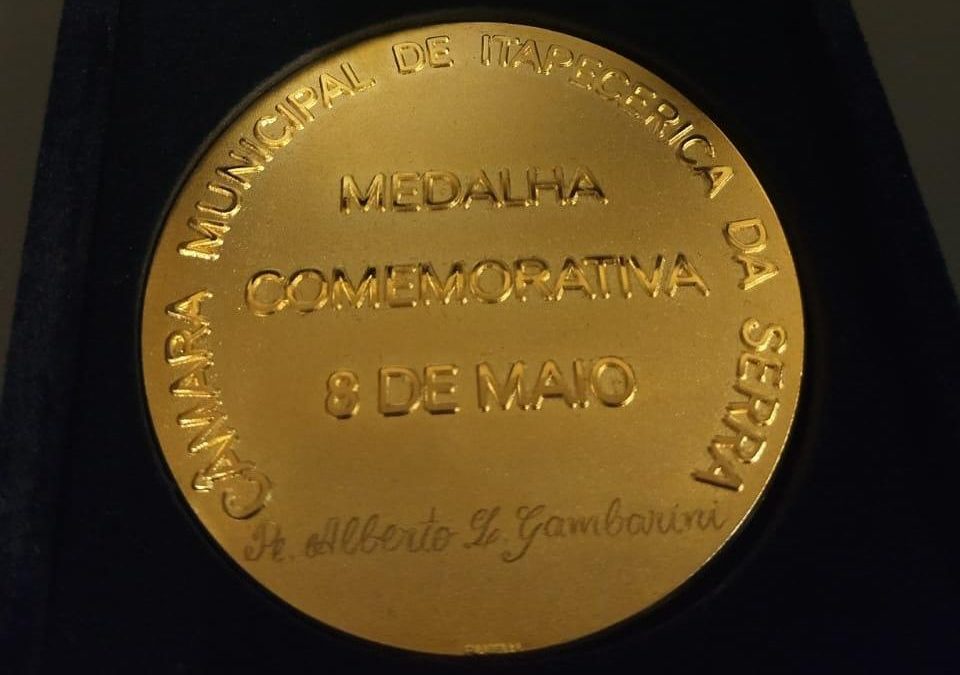 CÂMARA MUNICIPAL DE ITAPECERICA DA SERRA
MEDALHA
COMEMORATIVA
8 DE MAIO
Pe. Alberto L. Gambarini